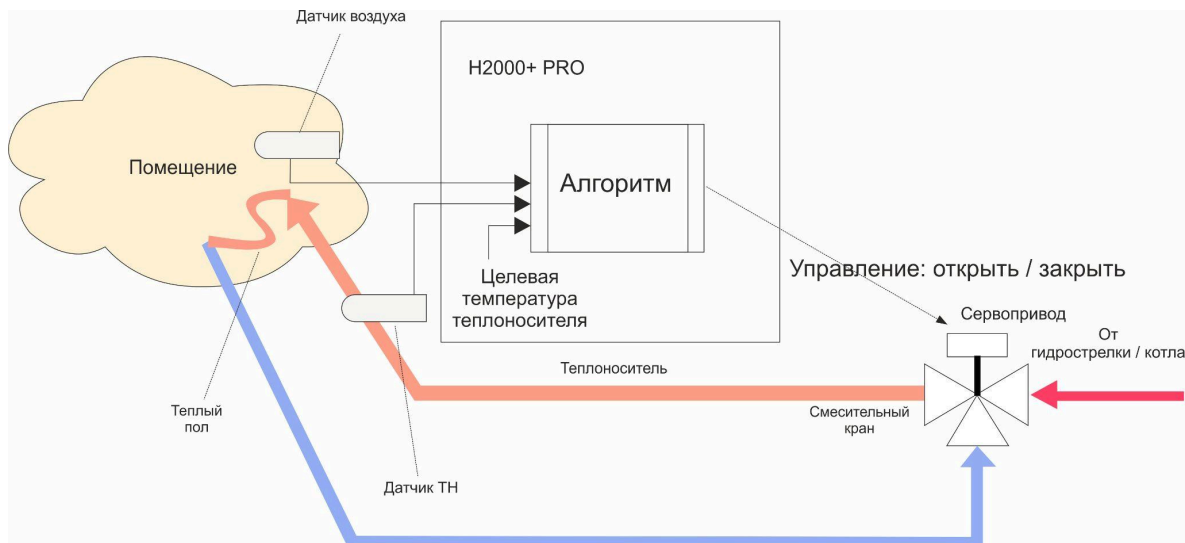 Датчик воздуха
H2000+ PRO
Помещение
Алгоритм
Целевая
температура
теплоносителя
Управление: открыть / закрыть
Сервопривод
От
гидрострелки / котла
Теплоноситель
Смесительный
кран
Теплый
пол
Датчик ТН